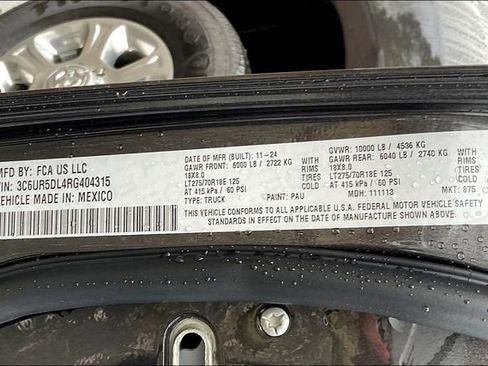 MFD BY: FCA US LLC
VIN: 3C6UR5DL4RG404315
VEHICLE MADE IN: MEXICO
DATE OF MFR (BUILT): 11-24
GVWR: 10000 LB / 4536 KG
GAWR FRONT: 6000 LB / 2722 KG WITH
GAWR REAR: 6040 LB / 2740 KG WITH
18X8.0 RIMS
18X8.0 RIMS
LT275/70R18E 125 TIRES
LT275/70R18E 125 TIRES
AT 415 kPa / 60 PSI COLD
AT 415 kPa / 60 PSI COLD
TYPE: TRUCK
PAINT: PAU
MDH: 111113
MKT: 875
THIS VEHICLE CONFORMS TO ALL APPLICABLE U.S.A. FEDERAL MOTOR VEHICLE SAFETY
STANDARDS IN EFFECT ON THE DATE OF MANUFACTURE SHOWN ABOVE.